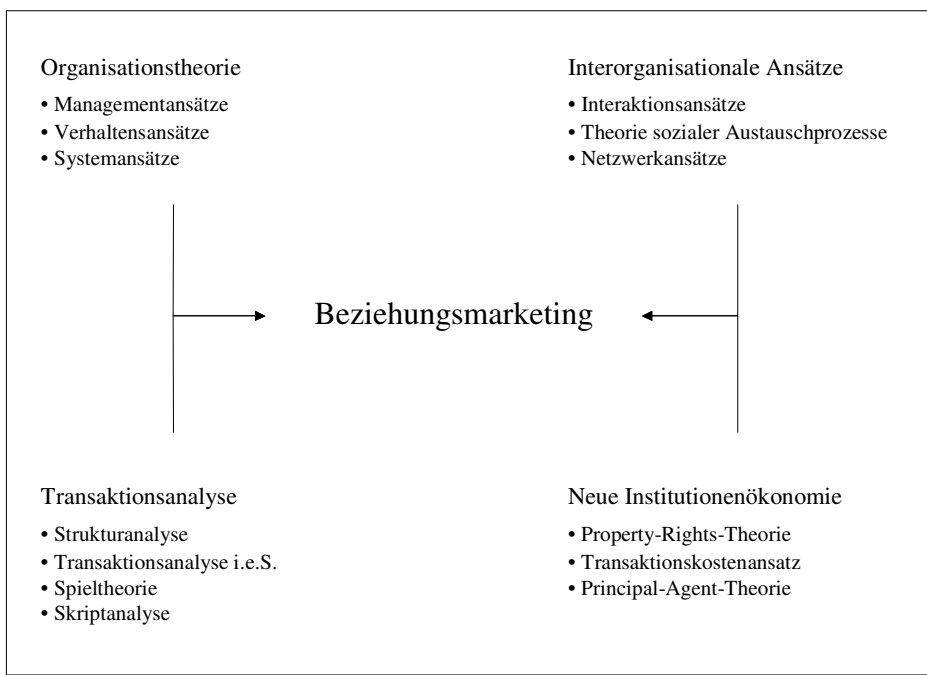 Organisationstheorie
• Managementansätze
• Verhaltensansätze
• Systemansätze
Interorganisationale Ansätze
• Interaktionsansätze
• Theorie sozialer Austauschprozesse
• Netzwerkansätze
Beziehungsmarketing
Transaktionsanalyse
• Strukturanalyse
• Transaktionsanalyse i.e.S.
• Spieltheorie
• Skriptanalyse
Neue Institutionenökonomie
• Property-Rights-Theorie
• Transaktionskostenansatz
• Principal-Agent-Theorie